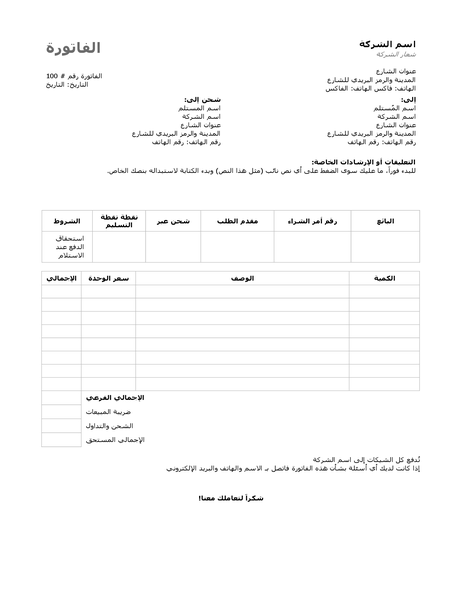 اسم الشركة
شعار الشركة
الفاتورة
عنوان الشارع
المدينة والرمز البريدي للشارع
الهاتف: فاكس الهاتف: الفاكس
الفاتورة رقم # 100
التاريخ: التاريخ
إلى:
اسم المُستلم
اسم الشركة
عنوان الشارع
المدينة والرمز البريدي للشارع
رقم الهاتف: رقم الهاتف
شحن إلى:
اسم المستلم
اسم الشركة
عنوان الشارع
المدينة والرمز البريدي للشارع
رقم الهاتف: رقم الهاتف
التعليقات أو الإرشادات الخاصة:
للبدء فوراً، ما عليك سوى الضغط على أي نص نائب (مثل هذا النص) وبدء الكتابة لاستبداله بنصك الخاص.
البائع رقم أمر الشراء مقدم الطلب شحن عبر نقطة نقطة التسليم الشروط
استحقاق
الدفع عند
الاستلام
الكمية الوصف سعر الوحدة الإجمالي
الإجمالي الفرعي
ضريبة المبيعات
الشحن والتداول
الإجمالي المستحق
تُدفع كل الشيكات إلى اسم الشركة
إذا كانت لديك أي أسئلة بشأن هذه الفاتورة فاتصل بـ الاسم والهاتف والبريد الإلكتروني
شكراً لتعاملك معنا!